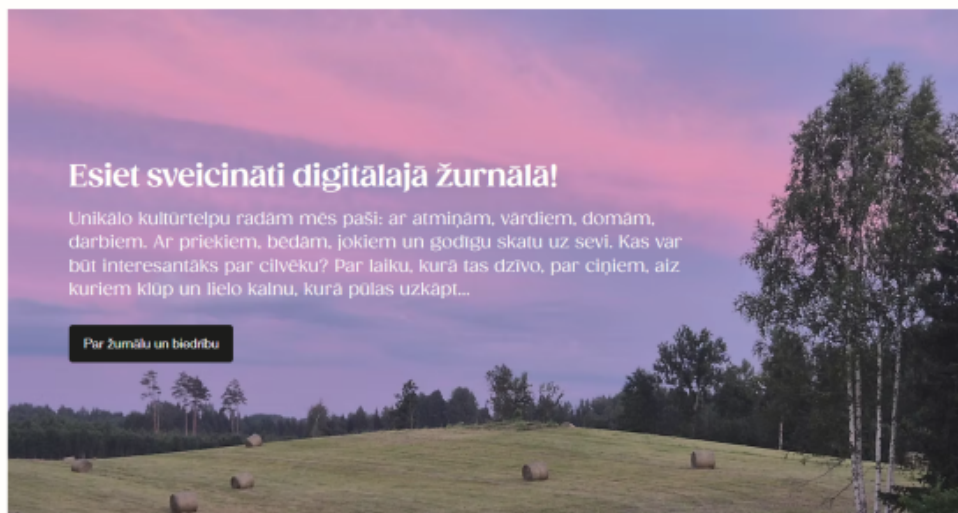 Esiet sveicināti digitālajā žurnālā!
Unikālo kultūrtelpu radām mēs paši: ar atmiņām, vārdiem, domām,
darbiem. Ar priekiem, bēdām, jokiem un godīgu skatu uz sevi. Kas var
būt interesantāks par cilvēku? Par laiku, kurā tas dzīvo, par ciņiem, aiz
kuriem klūp un lielo kalnu, kurā pūlas uzkāpt...
Par žurnālu un biedrību